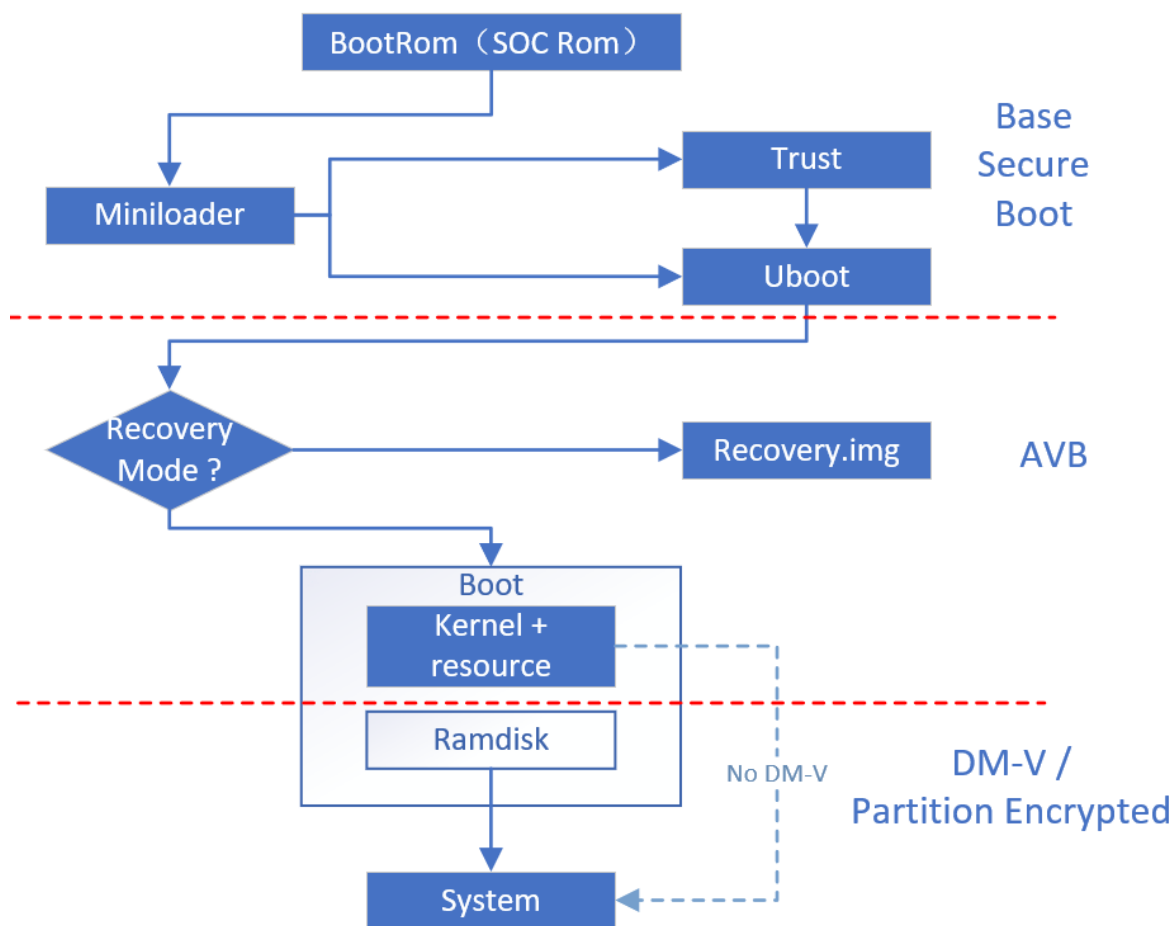 BootRom（SOC Rom）
Base
Secure
Boot
Trust
Miniloader
Uboot
Recovery
Mode ?
Recovery.img
AVB
Boot
Kernel +
resource
Ramdisk
No DM-V
DM-V /
Partition Encrypted
System